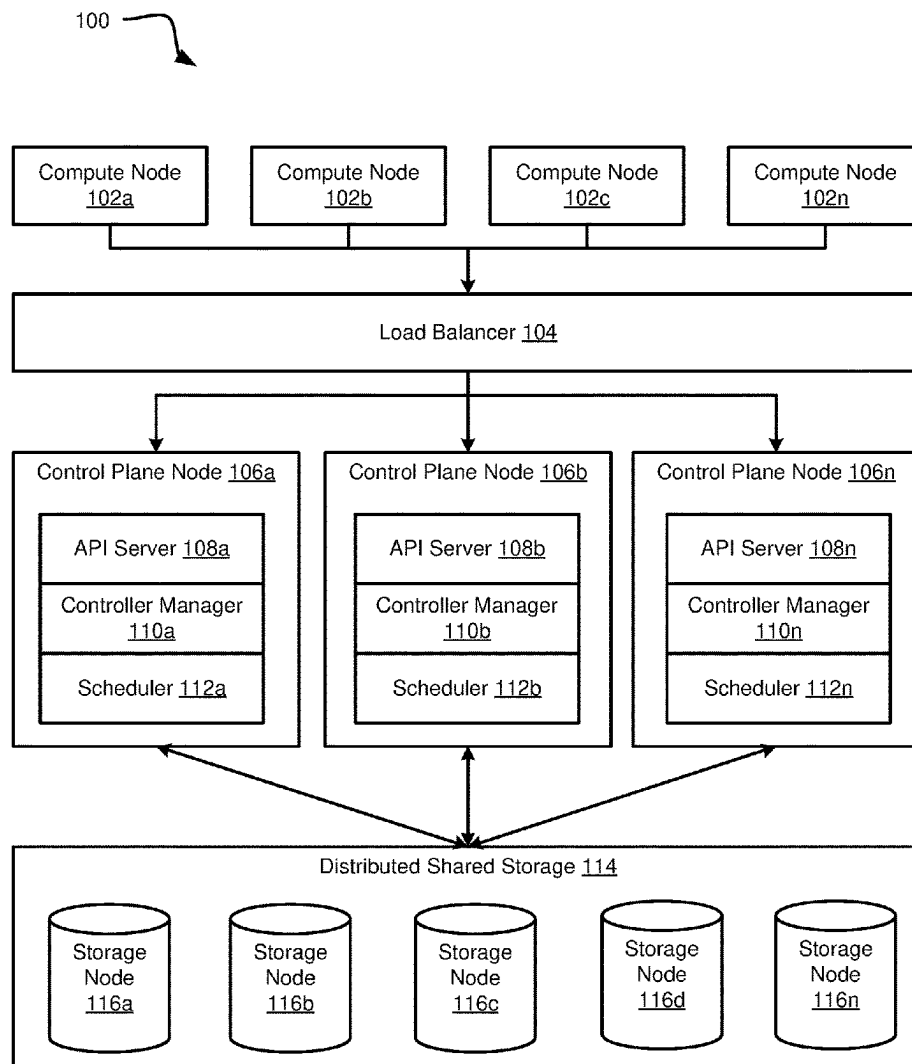 100
Compute Node
102a
Compute Node
102b
Compute Node
102c
Compute Node
102n
Load Balancer 104
Control Plane Node 106a
API Server 108a
Controller Manager
110a
Scheduler 112a
Control Plane Node 106b
API Server 108b
Controller Manager
110b
Scheduler 112b
Control Plane Node 106n
API Server 108n
Controller Manager
110n
Scheduler 112n
Distributed Shared Storage 114
Storage
Node
116a
Storage
Node
116b
Storage
Node
116c
Storage
Node
116d
Storage
Node
116n